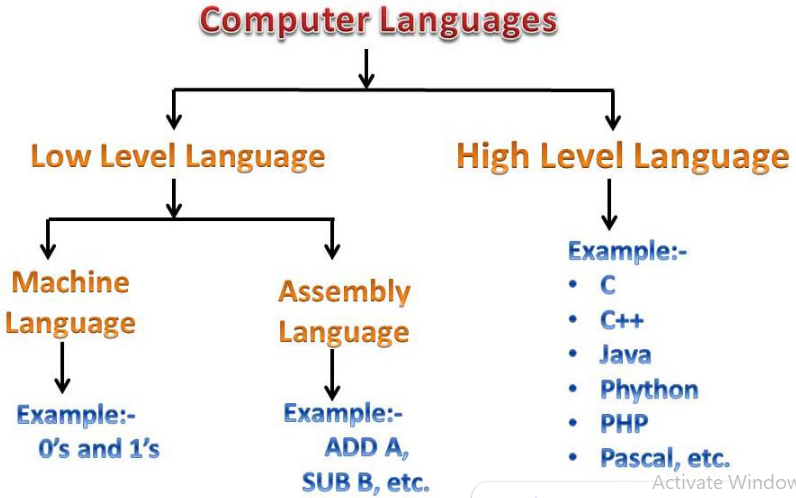 Computer Languages
Low Level Language
High Level Language
Machine
Language
Example:-
0's and 1's
Assembly
Language
Example:-
ADD A,
SUB B, etc.
Example:-
• C
• C++
• Java
• Phython
• PHP
• Pascal, etc.
Activate Window